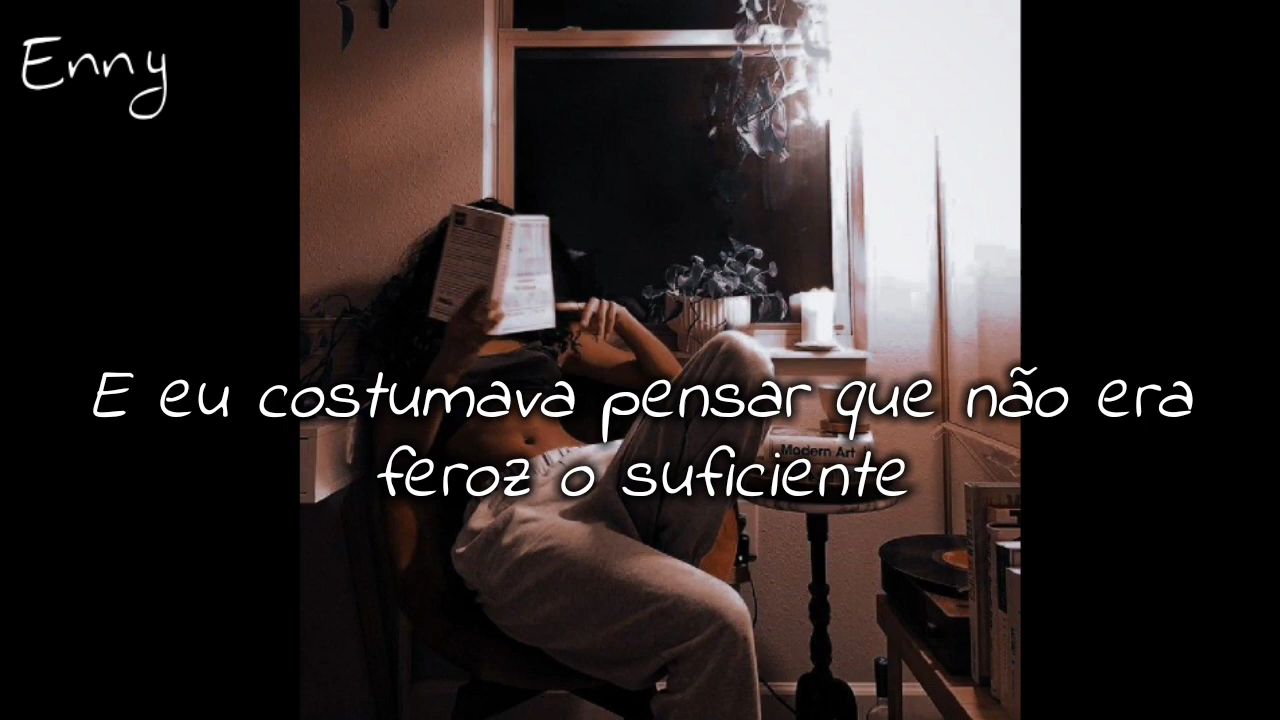 Enny
E eu costumava pensar que não era
feroz o suficiente
Modern Art